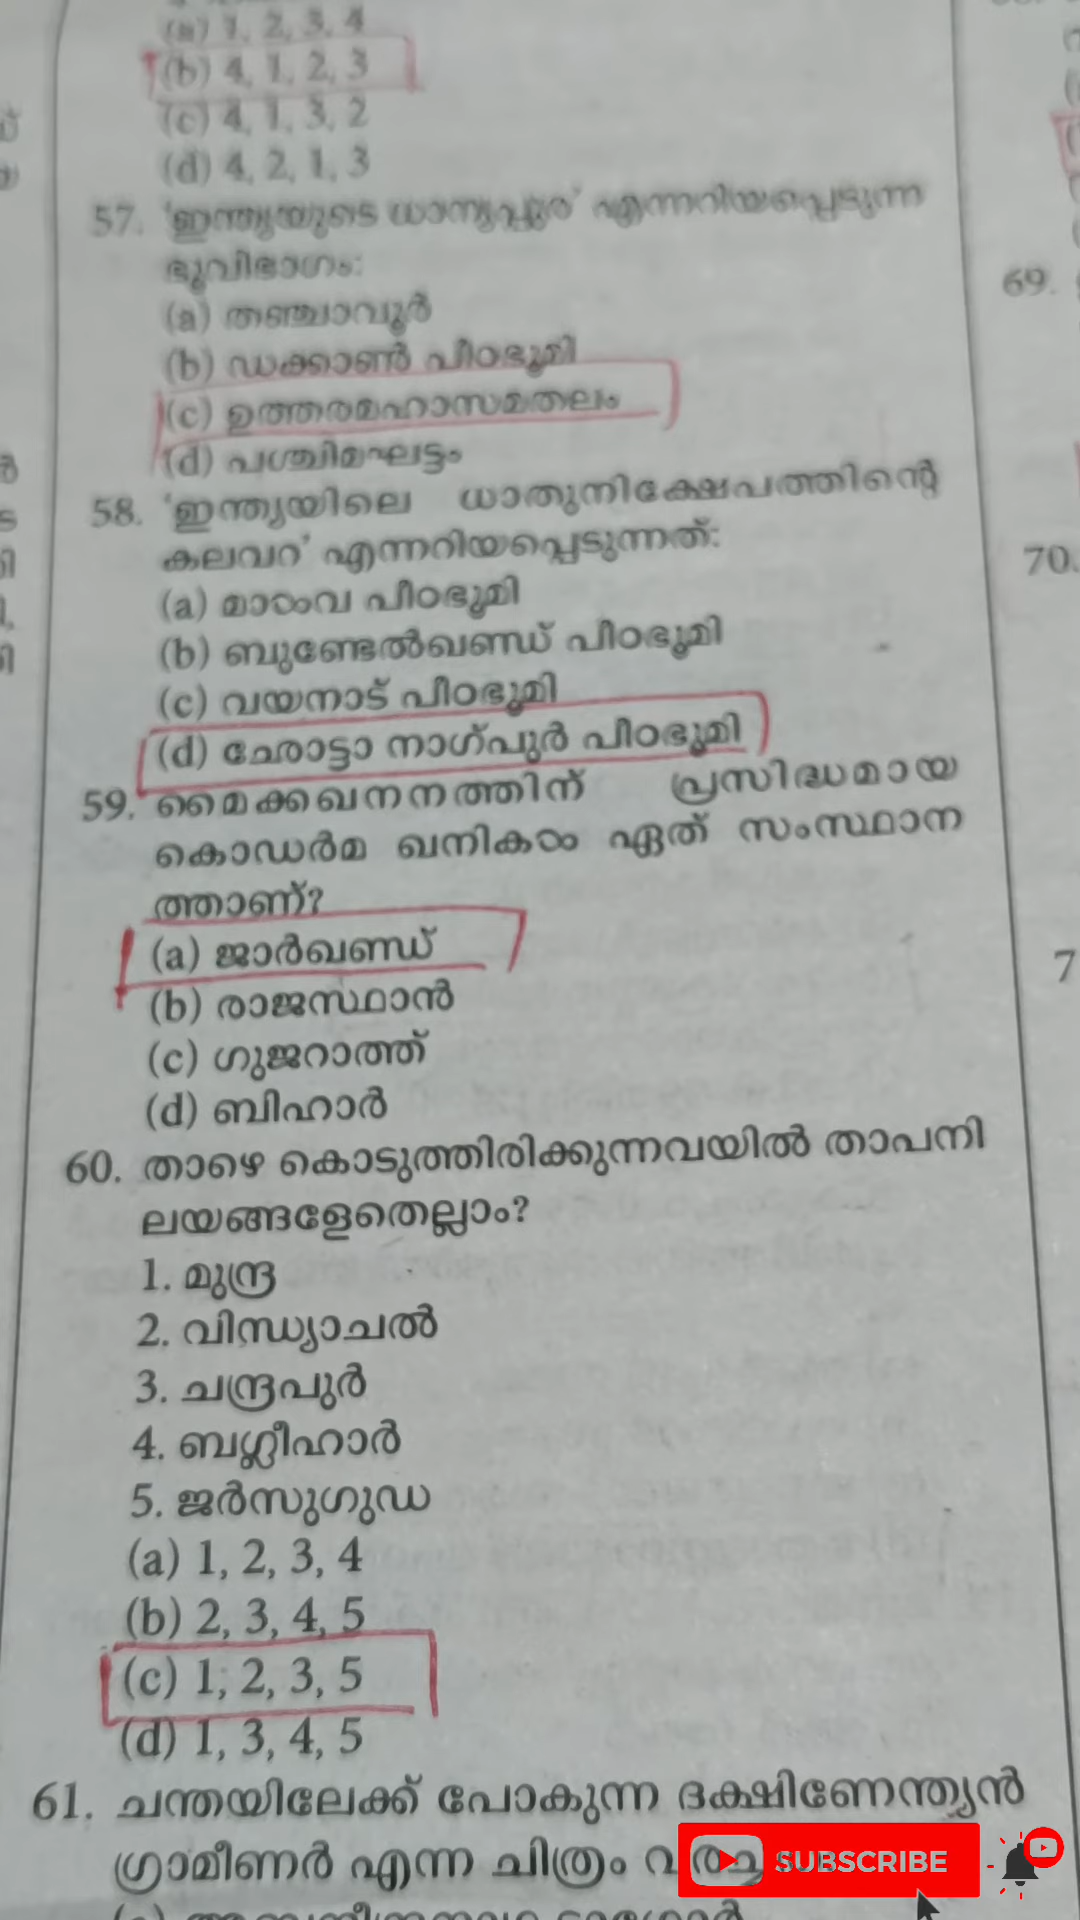 (a) 1, 2, 3, 4
(b) 4, 1, 2, 3
(c) 4, 1, 3, 2
(d) 4, 2, 1, 3
57. 'ഇന്ത്യയുടെ ധാന്യപ്പുര' എന്നറിയപ്പെടുന്ന
ഭൂവിഭാഗം:
(a) തഞ്ചാവൂർ
(b) ഡക്കാൺ പീഠഭൂമി
(c) ഉത്തരമഹാസമതലം
(d) പശ്ചിമഘട്ടം
58. 'ഇന്ത്യയിലെ ധാതുനിക്ഷേപത്തിന്റെ
കലവറ' എന്നറിയപ്പെടുന്നത്:
(a) മാൾവ പീഠഭൂമി
(b) ബുണ്ടേൽഖണ്ഡ് പീഠഭൂമി
(c) വയനാട് പീഠഭൂമി
(d) ഛോട്ടാ നാഗ്പുർ പീഠഭൂമി
59. മൈക്കഖനനത്തിന് പ്രസിദ്ധമായ
കൊഡർമ ഖനികൾ ഏത് സംസ്ഥാന
ത്താണ്?
(a) ജാർഖണ്ഡ്
(b) രാജസ്ഥാൻ
(c) ഗുജറാത്ത്
(d) ബിഹാർ
60. താഴെ കൊടുത്തിരിക്കുന്നവയിൽ താപനി
ലയങ്ങളേതെല്ലാം?
1. മുന്ദ്ര
2. വിന്ധ്യാചൽ
3. ചന്ദ്രപുർ
4. ബഗ്ലീഹാർ
5. ജർസുഗുഡ
(a) 1, 2, 3, 4
(b) 2, 3, 4, 5
(c) 1, 2, 3, 5
(d) 1, 3, 4, 5
61. ചന്തയിലേക്ക് പോകുന്ന ദക്ഷിണേന്ത്യൻ
ഗ്രാമീണർ എന്ന ചിത്രം
SUBSCRIBE
69.
70.
7